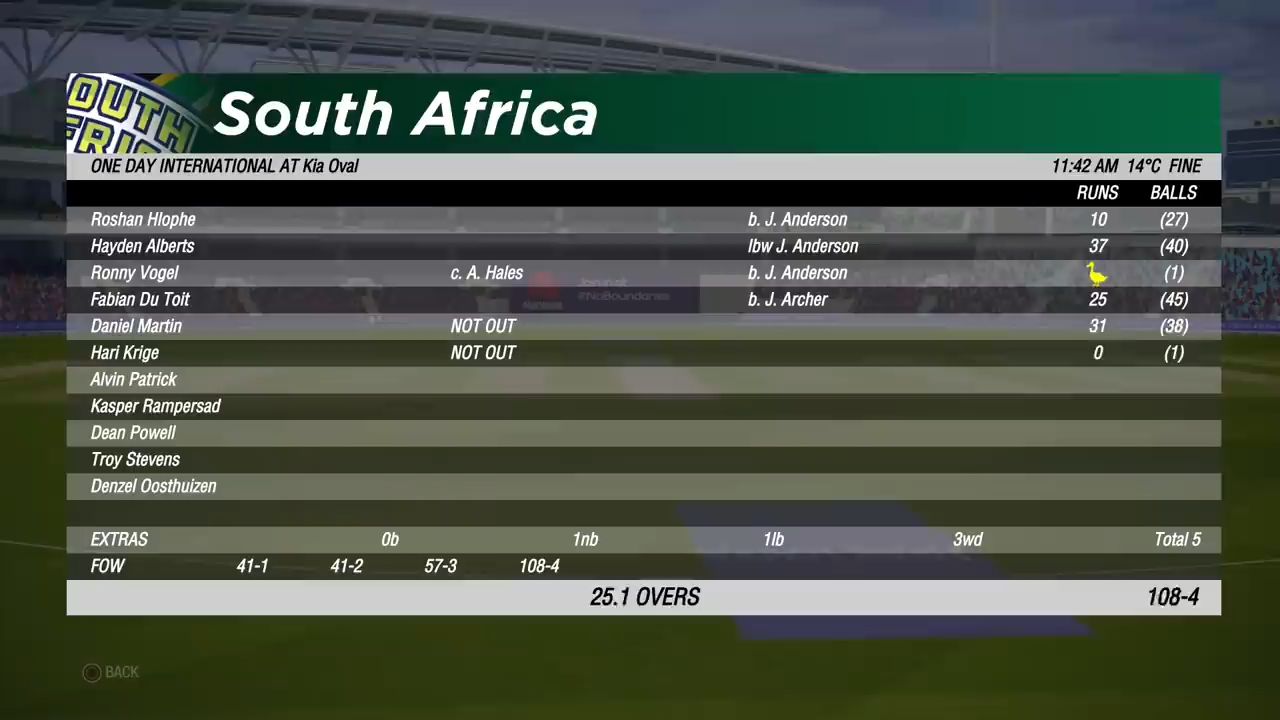 OUTH
FRIC
South Africa
ONE DAY INTERNATIONAL AT Kia Oval 11:42 AM 14°C FINE
RUNS BALLS
Roshan Hlophe b. J. Anderson 10 (27)
Hayden Alberts lbw J. Anderson 37 (40)
Ronny Vogel c. A. Hales b. J. Anderson (1)
Fabian Du Toit b. J. Archer 25 (45)
Daniel Martin NOT OUT 31 (38)
Hari Krige NOT OUT 0 (1)
Alvin Patrick
Kasper Rampersad
Dean Powell
Troy Stevens
Denzel Oosthuizen
EXTRAS 0b 1nb 1lb 3wd Total 5
FOW 41-1 41-2 57-3 108-4
25.1 OVERS 108-4
BACK
#NoBoundaries